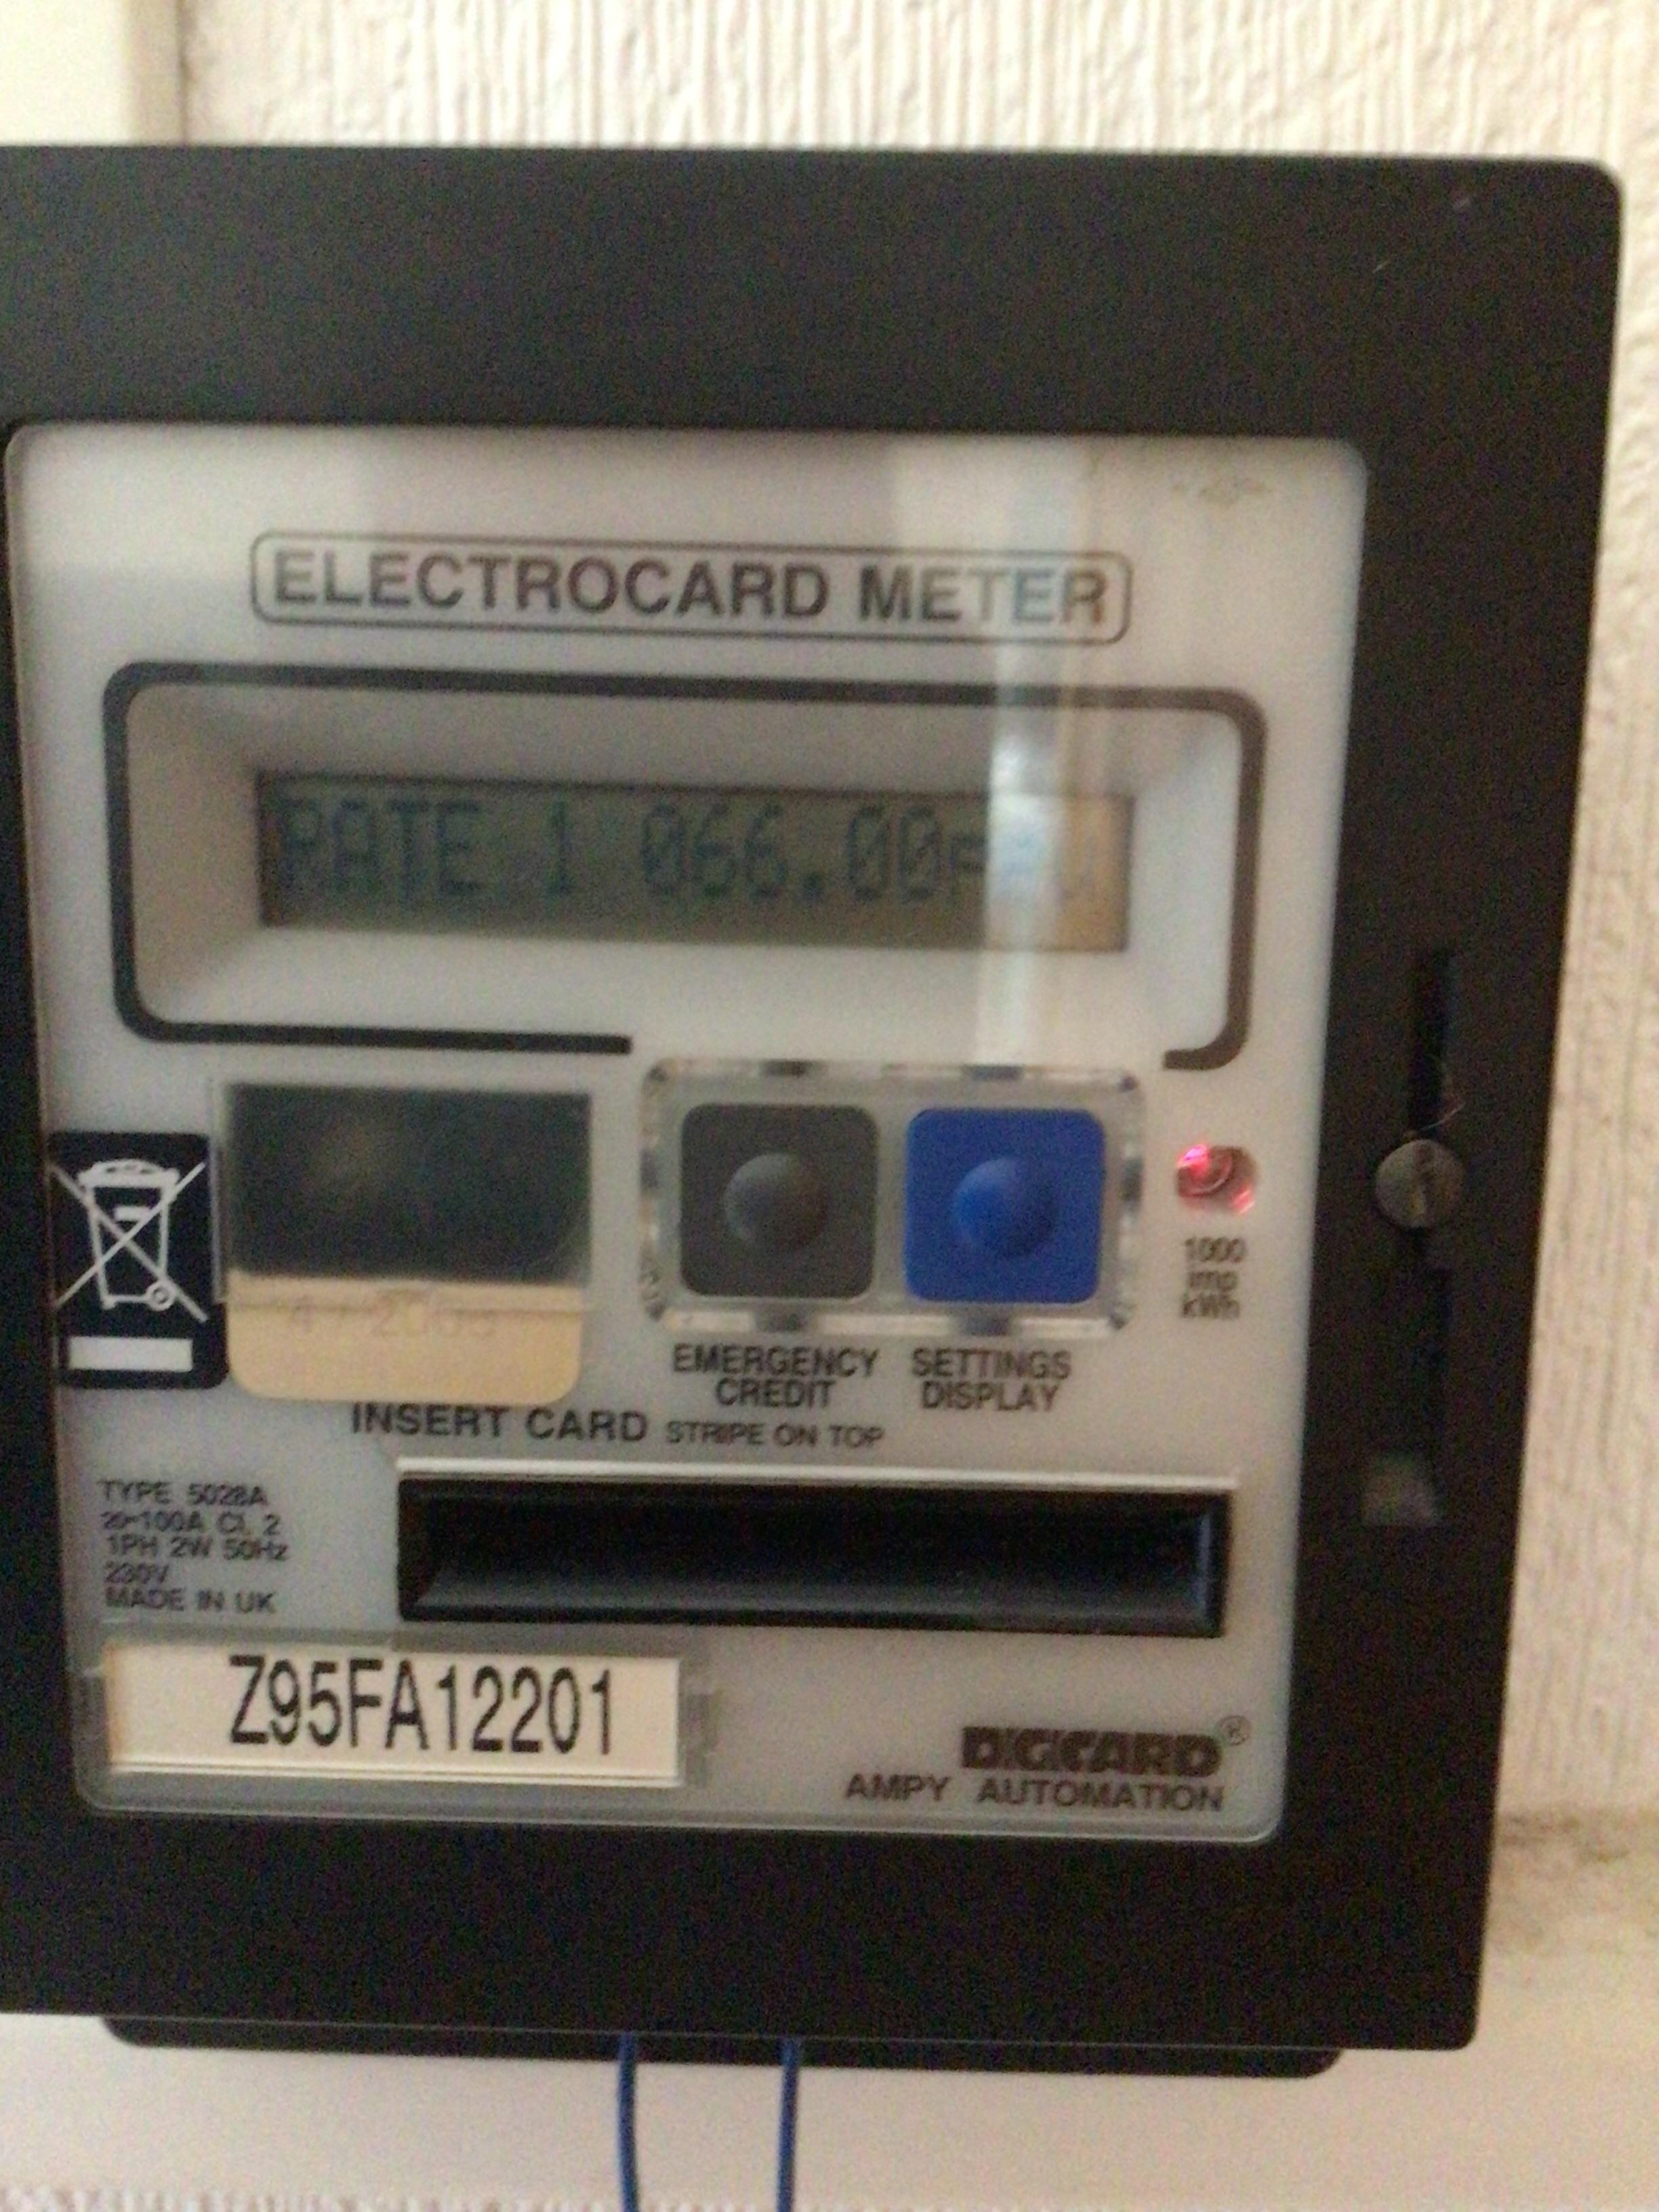 ELECTROCARD METER
RATE 1 066.00P
1000
imp
kWh
EMERGENCY
CREDIT
SETTINGS
DISPLAY
INSERT CARD STRIPE ON TOP
TYPE 5028A
20-100A Cl. 2
1PH 2W 50Hz
230V
MADE IN UK
Z95FA12201
DIGICARD®
AMPY AUTOMATION